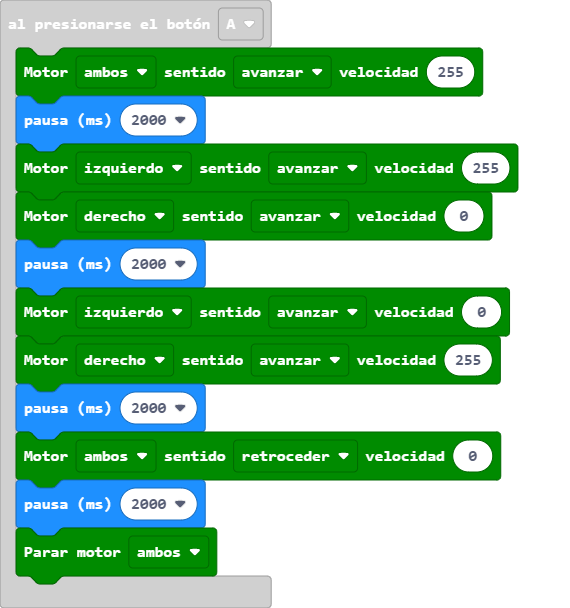 al presionarse el botón A
Motor ambos sentido avanzar velocidad 255
pausa (ms) 2000
Motor izquierdo sentido avanzar velocidad 255
Motor derecho sentido avanzar velocidad 0
pausa (ms) 2000
Motor izquierdo sentido avanzar velocidad 0
Motor derecho sentido avanzar velocidad 255
pausa (ms) 2000
Motor ambos sentido retroceder velocidad 0
pausa (ms) 2000
Parar motor ambos